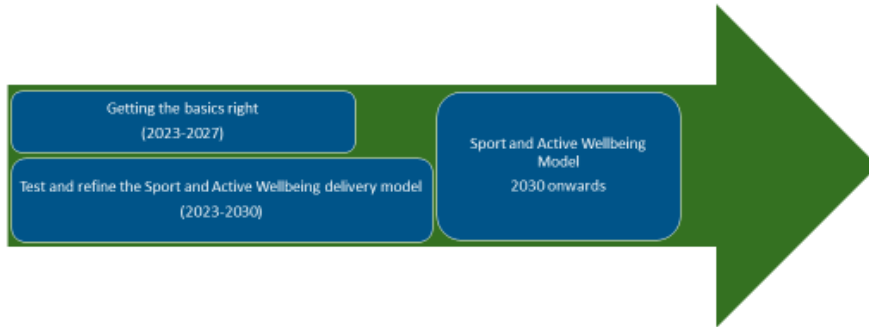 Getting the basics right
(2023-2027)
Test and refine the Sport and Active Wellbeing delivery model
(2023-2030)
Sport and Active Wellbeing
Model
2030 onwards